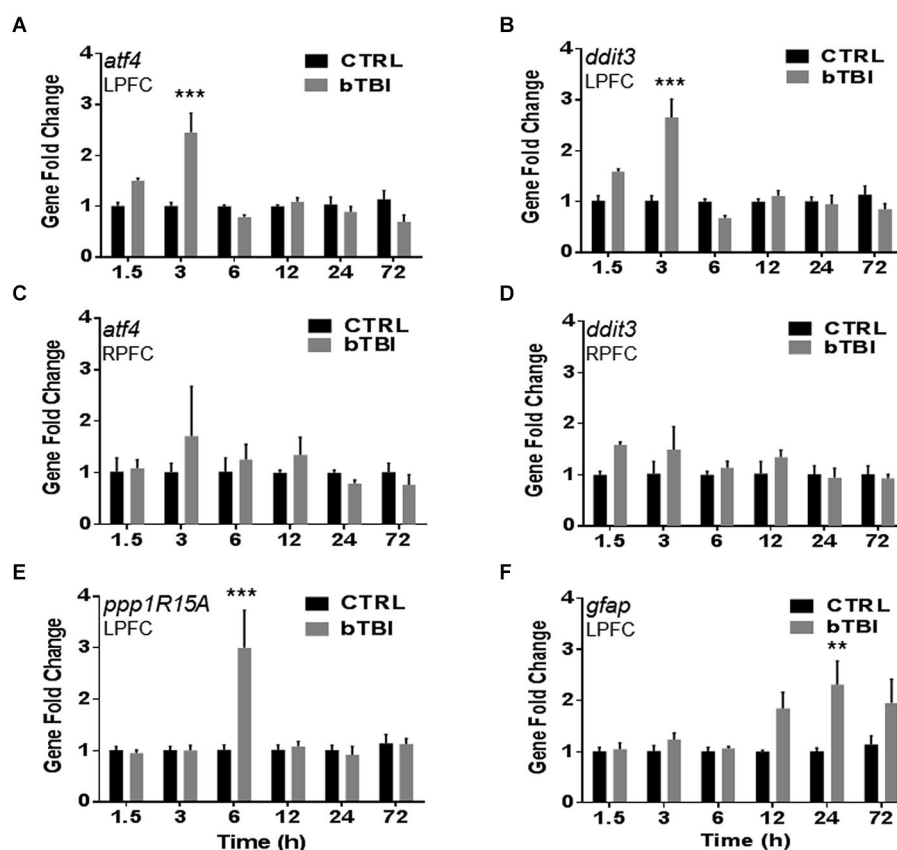 A
atf4
LPFC
CTRL
bTBI
***
Gene Fold Change
4
3
2
1
0
1.5 3 6 12 24 72
B
ddit3
LPFC
CTRL
bTBI
***
Gene Fold Change
4
3
2
1
0
1.5 3 6 12 24 72
C
atf4
RPFC
CTRL
bTBI
Gene Fold Change
4
3
2
1
0
1.5 3 6 12 24 72
D
ddit3
RPFC
CTRL
bTBI
Gene Fold Change
4
3
2
1
0
1.5 3 6 12 24 72
E
ppp1R15A
LPFC
CTRL
bTBI
***
Gene Fold Change
4
3
2
1
0
1.5 3 6 12 24 72
Time (h)
F
gfap
LPFC
CTRL
bTBI
**
Gene Fold Change
4
3
2
1
0
1.5 3 6 12 24 72
Time (h)